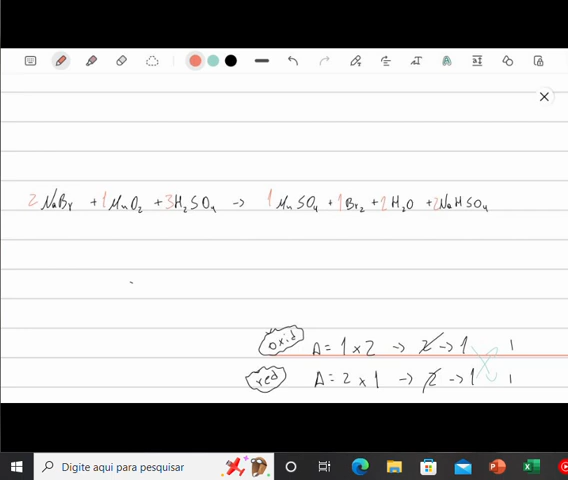 2 NaBr + 1 MnO2 + 3 H2SO4 -> 1 MnSO4 + 1 Br2 + 2 H2O + 2 NaHSO4
oxid Δ = 1 x 2 -> 2 -> 1 1
red Δ = 2 x 1 -> 2 -> 1 1
Digite aqui para pesquisar